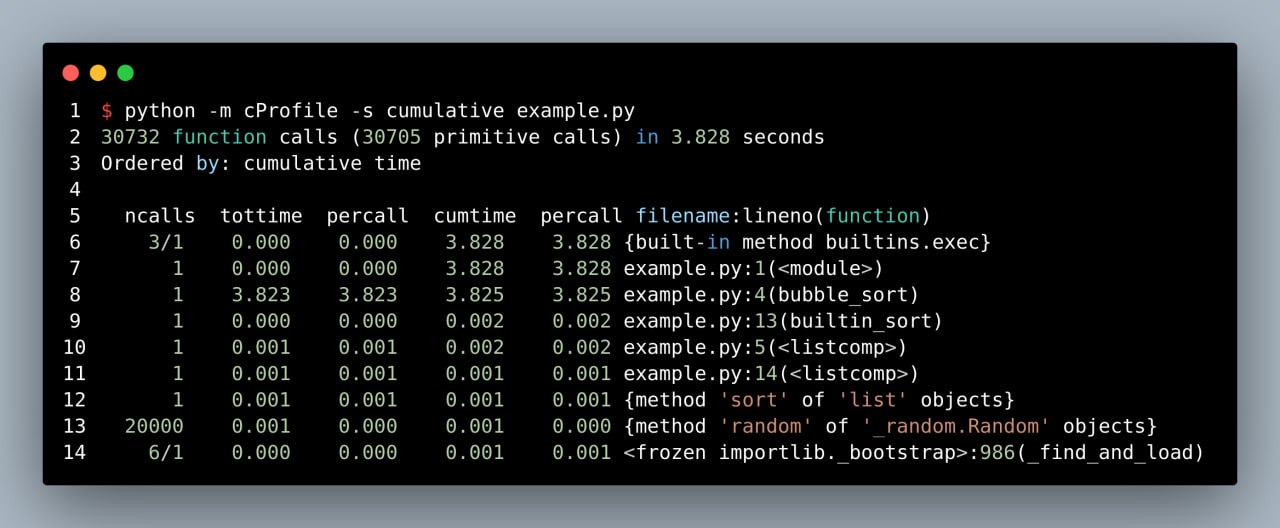 1 $ python -m cProfile -s cumulative example.py
2 30732 function calls (30705 primitive calls) in 3.828 seconds
3 Ordered by: cumulative time
4
5 ncalls tottime percall cumtime percall filename:lineno(function)
6 3/1 0.000 0.000 3.828 3.828 {built-in method builtins.exec}
7 1 0.000 0.000 3.828 3.828 example.py:1(<module>)
8 1 3.823 3.823 3.825 3.825 example.py:4(bubble_sort)
9 1 0.000 0.000 0.002 0.002 example.py:13(builtin_sort)
10 1 0.001 0.001 0.002 0.002 example.py:5(<listcomp>)
11 1 0.001 0.001 0.001 0.001 example.py:14(<listcomp>)
12 1 0.001 0.001 0.001 0.001 {method 'sort' of 'list' objects}
13 20000 0.001 0.000 0.001 0.000 {method 'random' of '_random.Random' objects}
14 6/1 0.000 0.000 0.001 0.001 <frozen importlib._bootstrap>:986(_find_and_load)